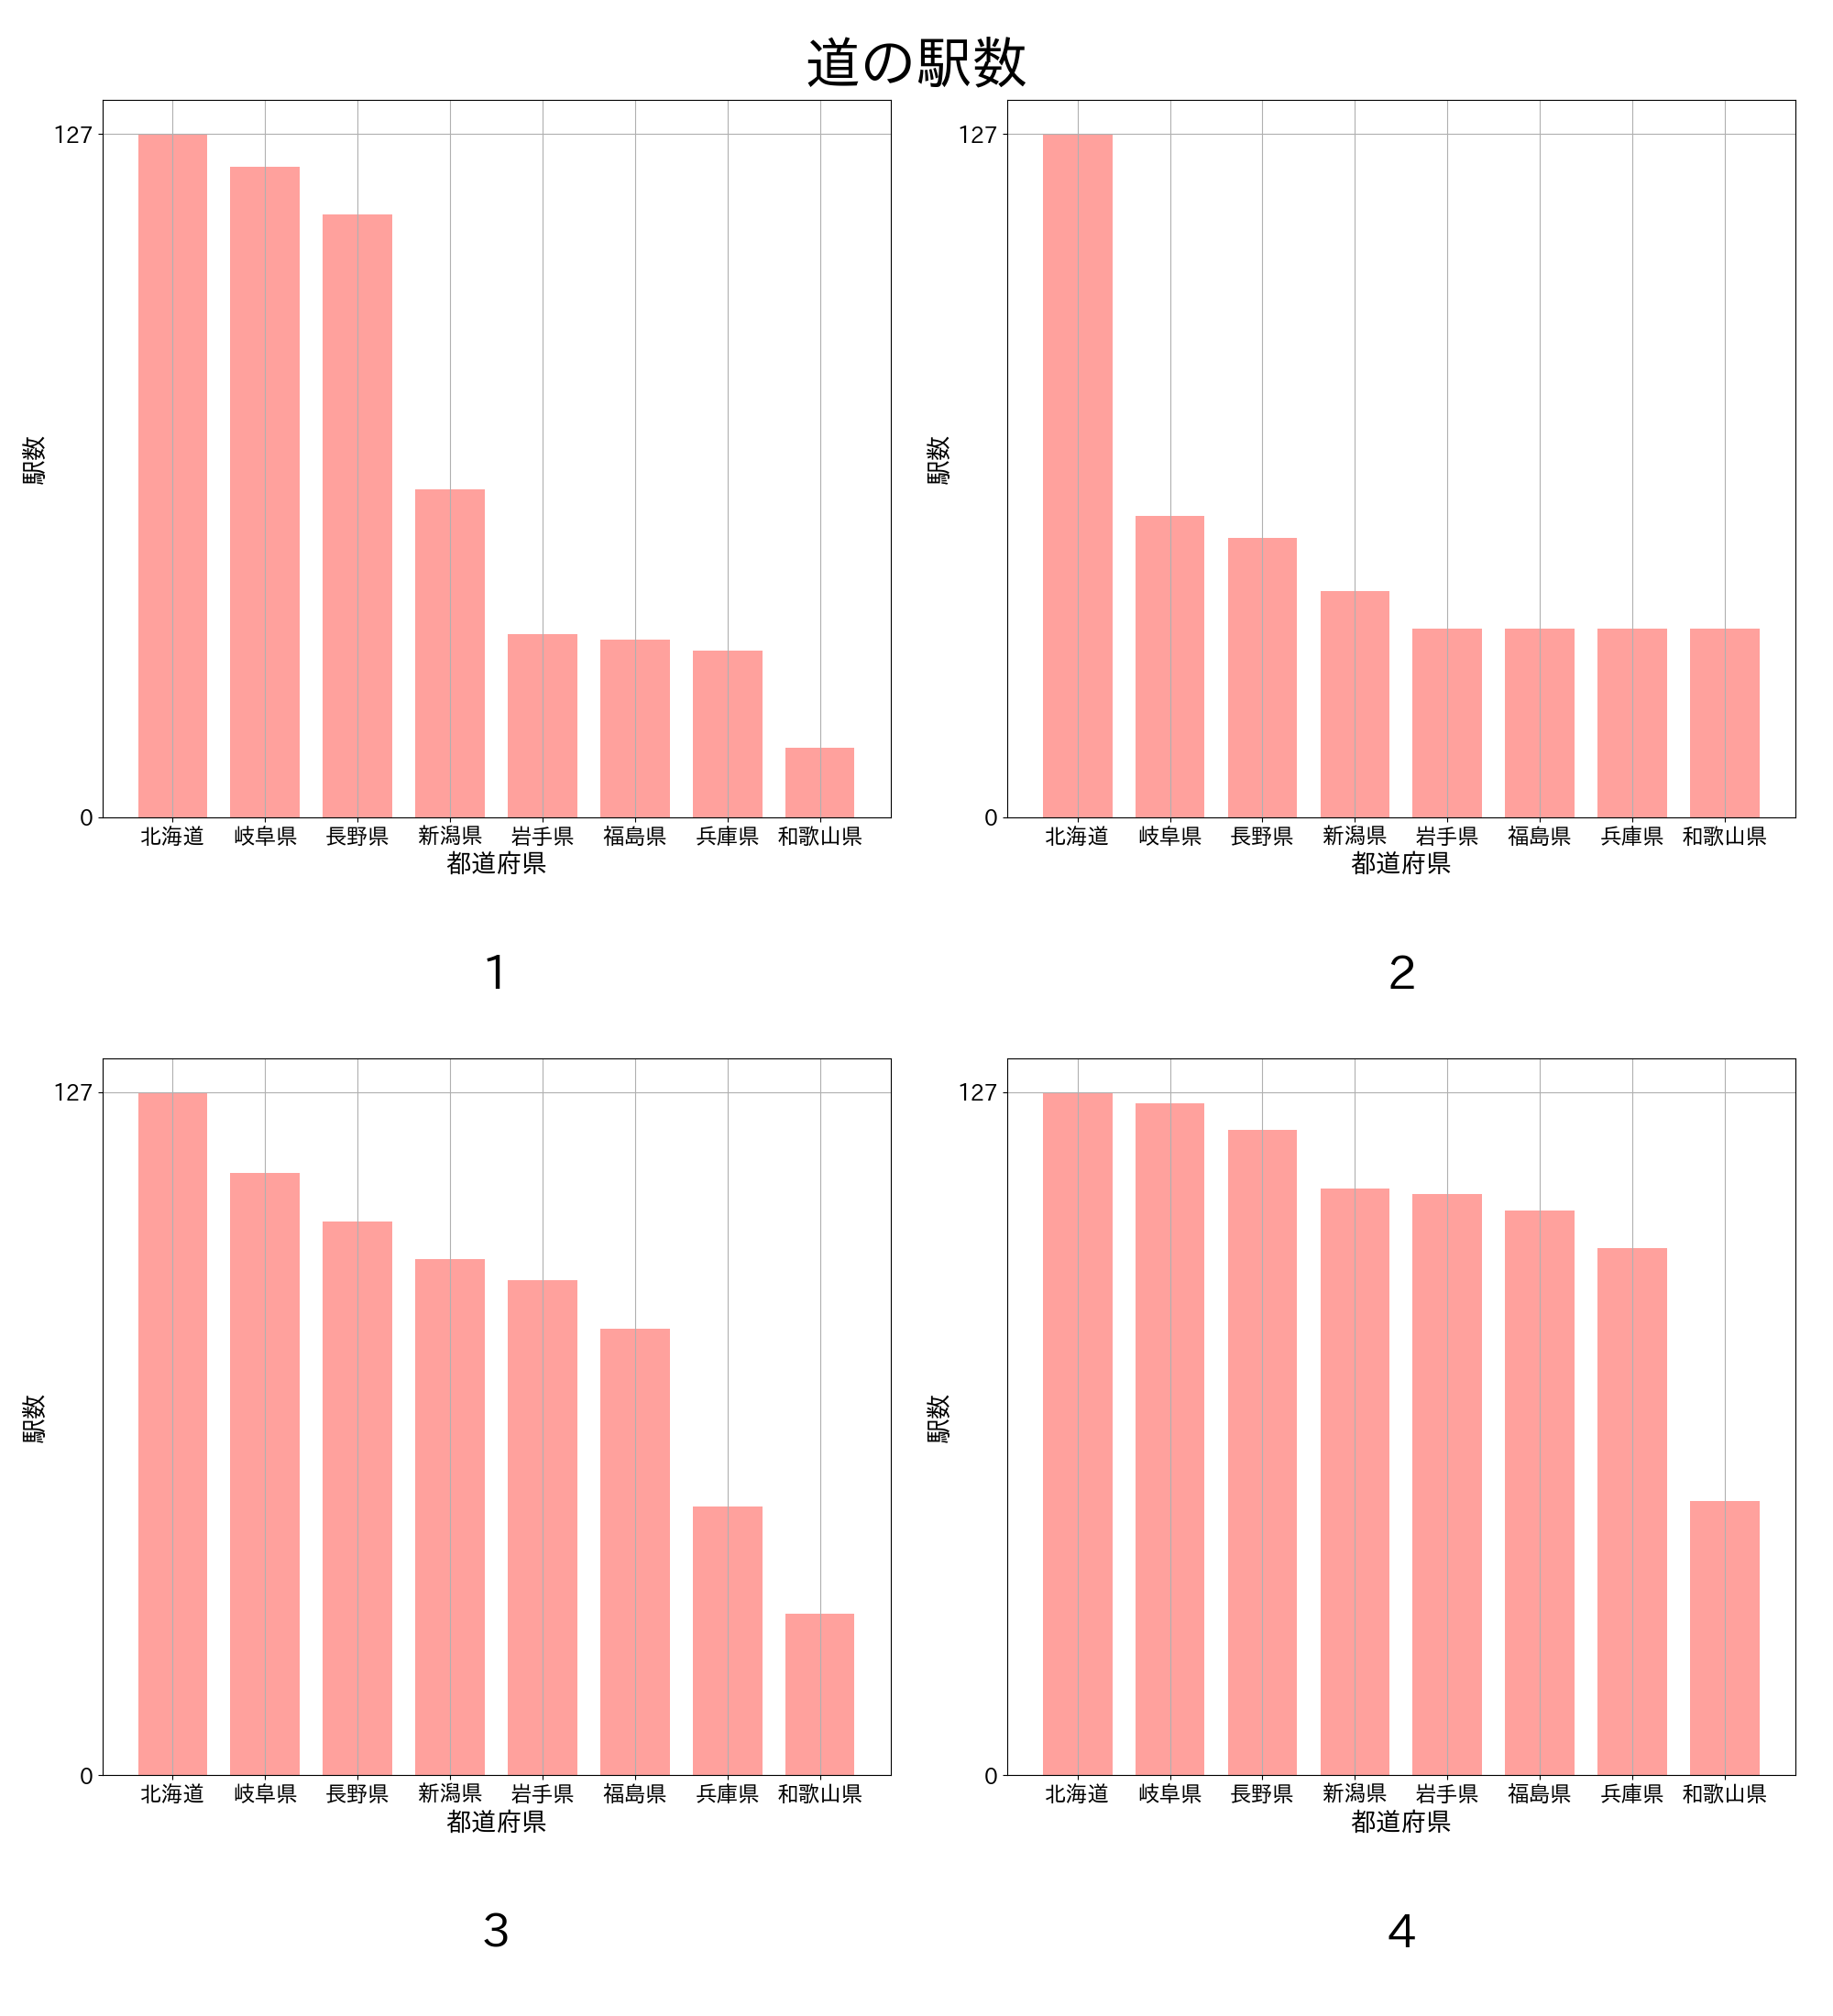 道の駅数
127
0
駅数
北海道 岐阜県 長野県 新潟県 岩手県 福島県 兵庫県 和歌山県
都道府県
1
127
0
駅数
北海道 岐阜県 長野県 新潟県 岩手県 福島県 兵庫県 和歌山県
都道府県
2
127
0
駅数
北海道 岐阜県 長野県 新潟県 岩手県 福島県 兵庫県 和歌山県
都道府県
3
127
0
駅数
北海道 岐阜県 長野県 新潟県 岩手県 福島県 兵庫県 和歌山県
都道府県
4